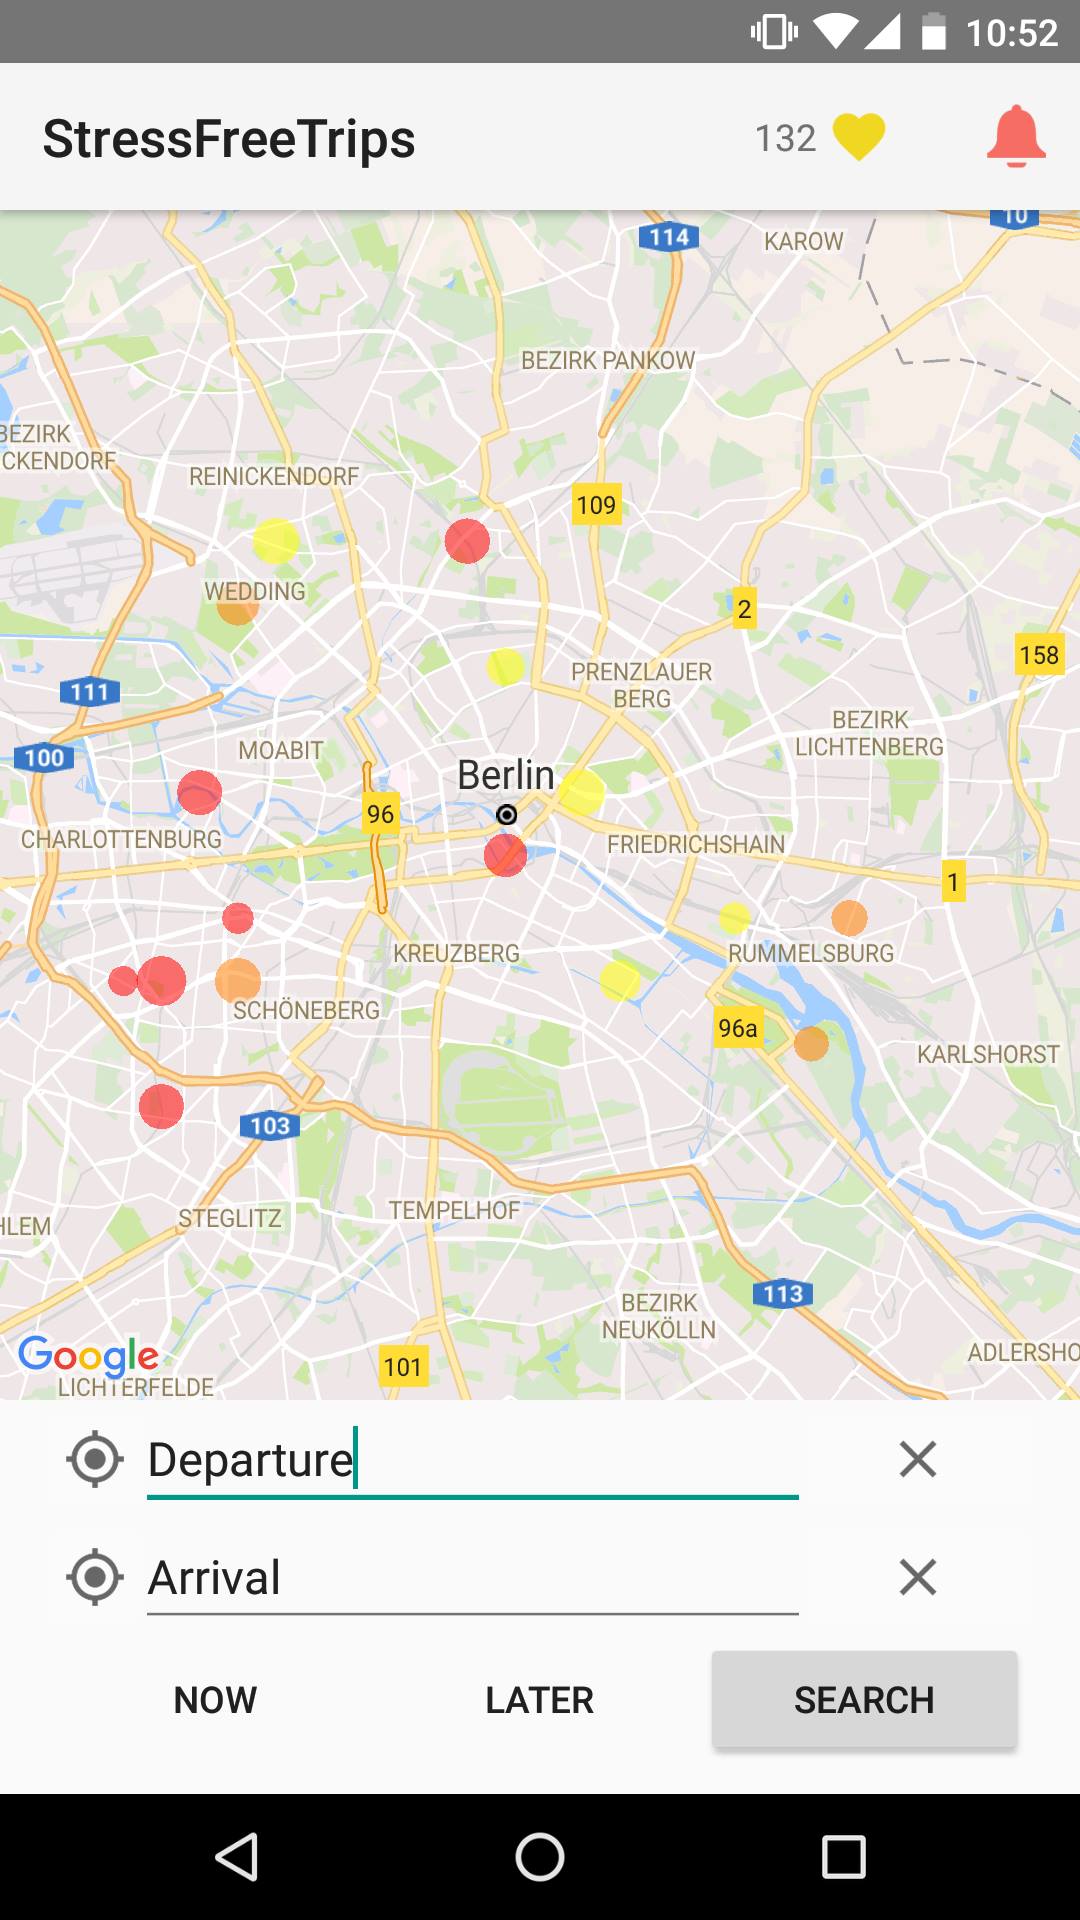 10:52
StressFreeTrips
132
114
KAROW
10
BEZIRK PANKOW
BEZIRK
CKENDORF
REINICKENDORF
109
WEDDING
2
158
111
PRENZLAUER
BERG
BEZIRK
LICHTENBERG
100
MOABIT
Berlin
96
CHARLOTTENBURG
FRIEDRICHSHAIN
1
KREUZBERG
RUMMELSBURG
SCHÖNEBERG
96a
KARLSHORST
103
STEGLITZ
TEMPELHOF
HLEM
113
BEZIRK
NEUKÖLLN
Google
101
ADLERSHO
LICHTERFELDE
Departure
Arrival
NOW
LATER
SEARCH